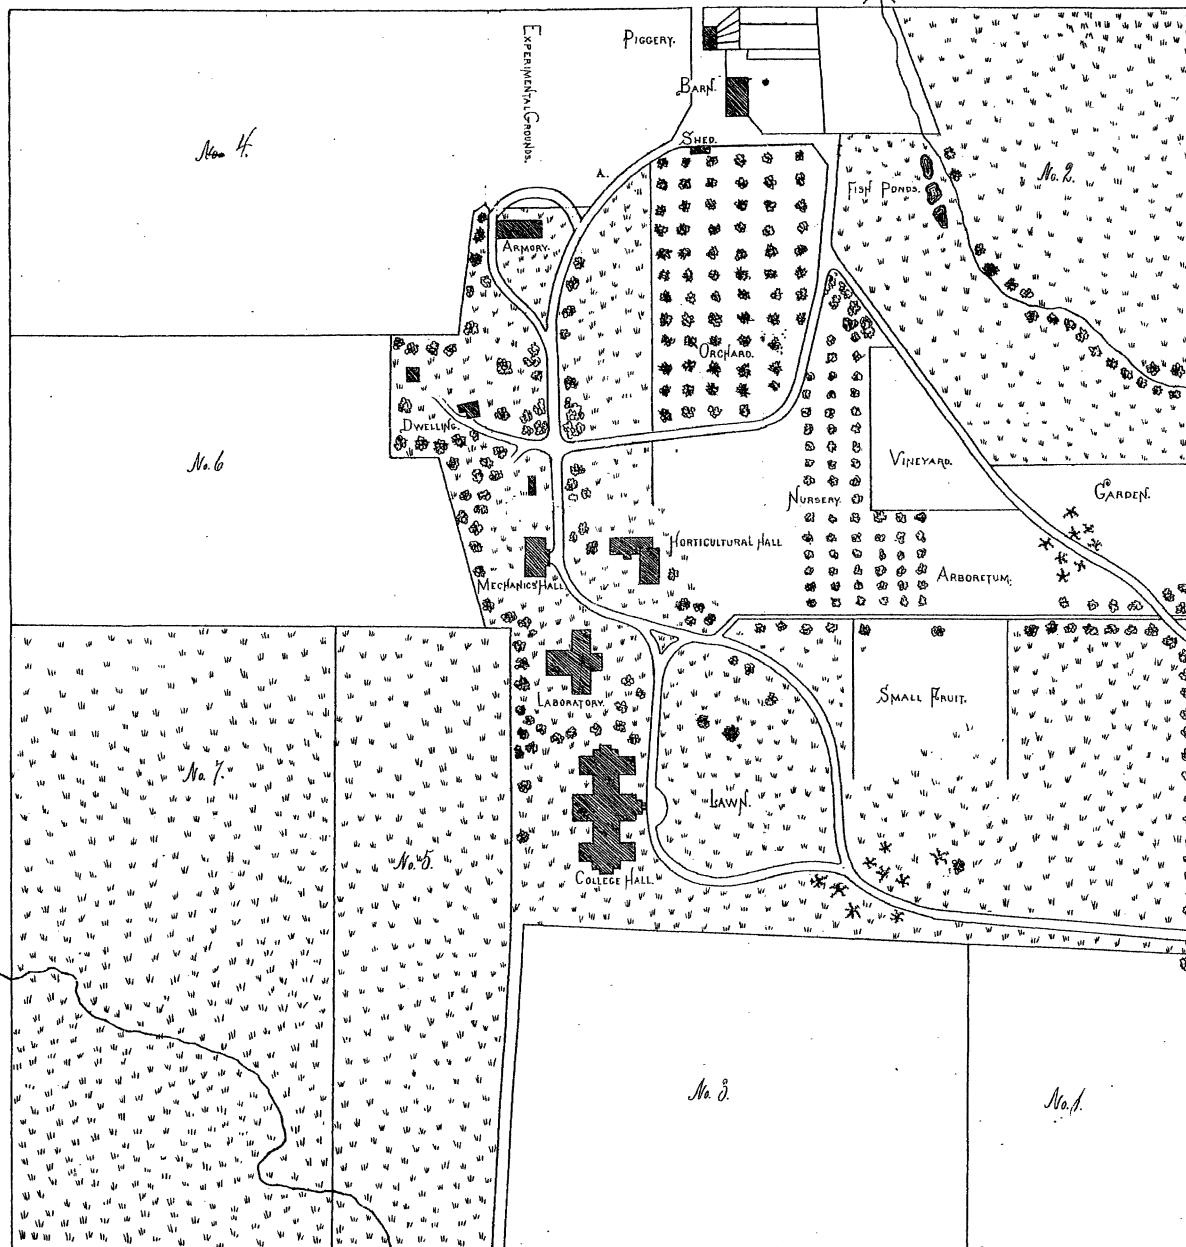 EXPERIMENTAL GROUNDS.
PIGGERY.
BARN.
SHED.
No. 4.
A.
FISH PONDS.
No. 2.
ARMORY.
ORCHARD.
DWELLING.
No. 6
VINEYARD.
GARDEN.
NURSERY.
HORTICULTURAL HALL
MECHANICS HALL.
ARBORETUM.
LABORATORY.
SMALL FRUIT.
No. 7.
LAWN.
No. 5.
COLLEGE HALL.
No. 3.
No. 1.